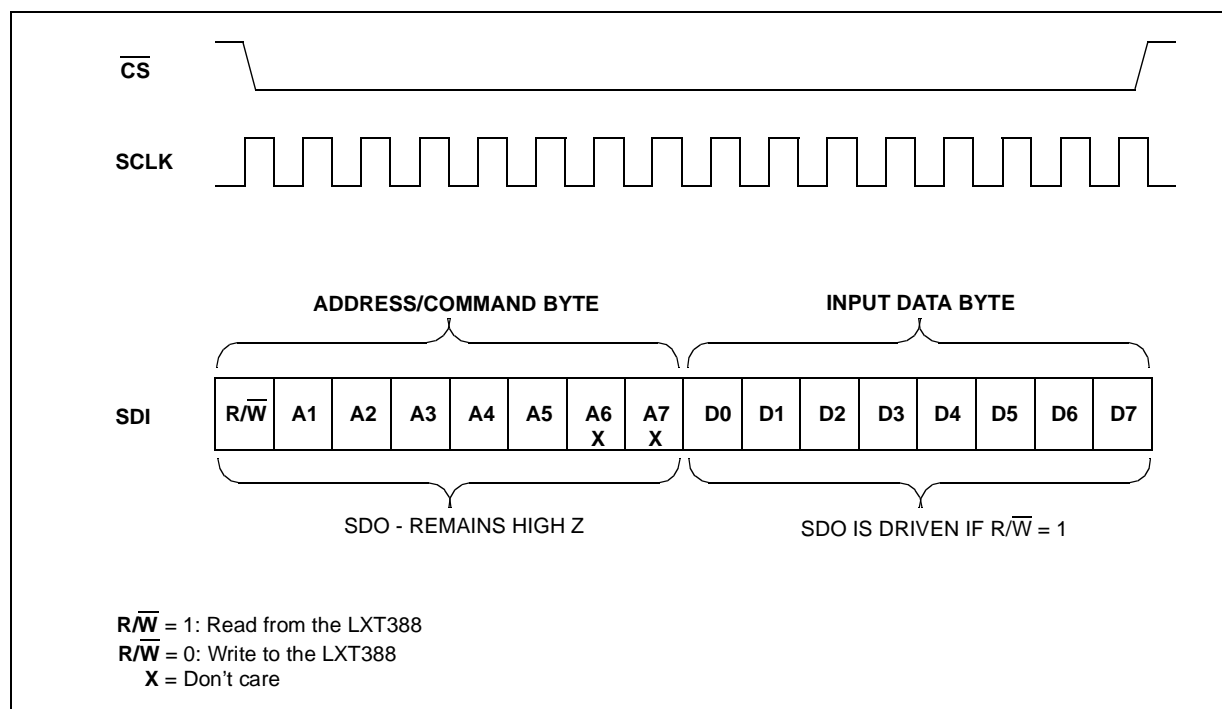 C̅S̅
SCLK
ADDRESS/COMMAND BYTE INPUT DATA BYTE
SDI R/W̅ A1 A2 A3 A4 A5 A6 A7 D0 D1 D2 D3 D4 D5 D6 D7
X X
SDO - REMAINS HIGH Z SDO IS DRIVEN IF R/W̅ = 1
R/W̅ = 1: Read from the LXT388
R/W̅ = 0: Write to the LXT388
X = Don't care